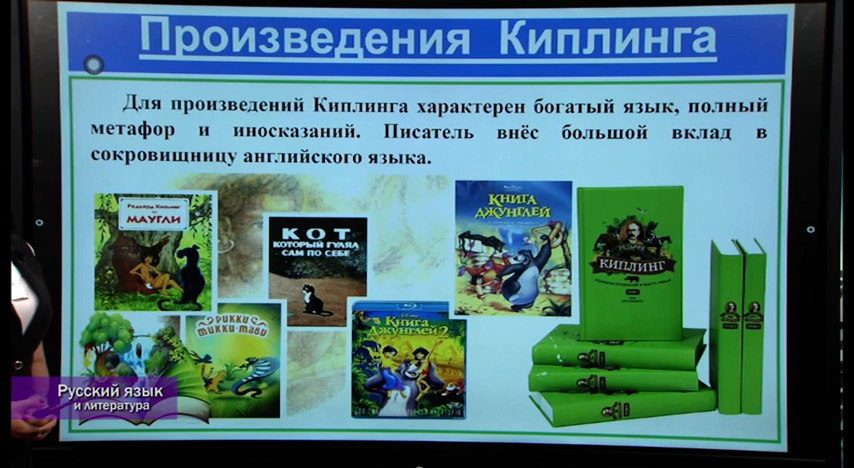 Произведения Киплинга
Для произведений Киплинга характерен богатый язык, полный
метафор и иносказаний. Писатель внёс большой вклад в
сокровищницу английского языка.
Редьярд Киплинг
МАУГЛИ
КОТ
КОТОРЫЙ ГУЛЯЛ
САМ ПО СЕБЕ
КНИГА
ДЖУНГЛЕЙ
КИПЛИНГ
РИККИ
ТИККИ-ТАВИ
КНИГА
ДЖУНГЛЕЙ 2
Русский язык
и литература